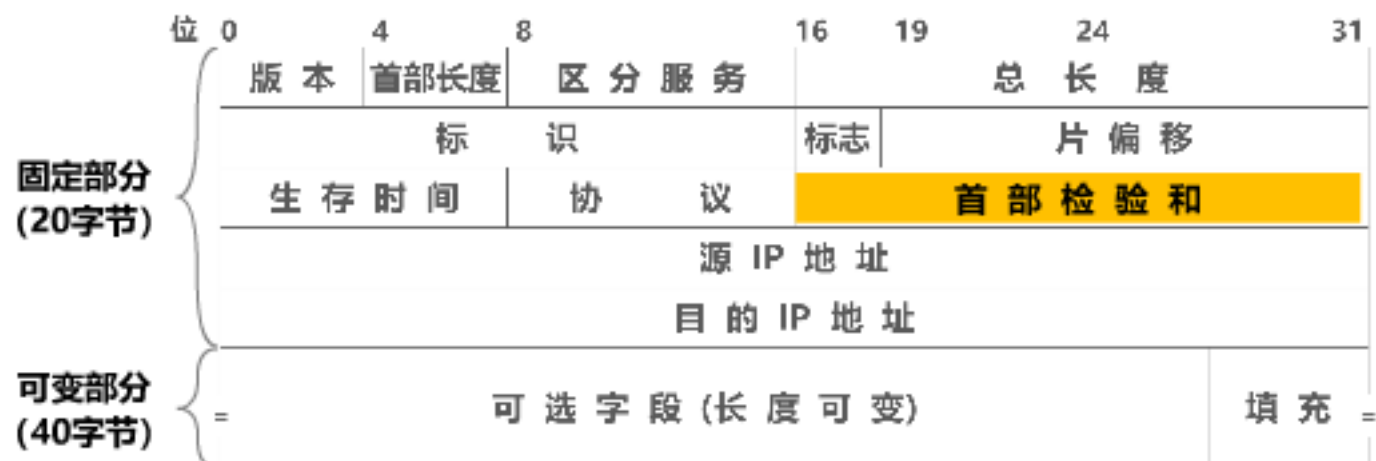 位 0 4 8 16 19 24 31
版本 首部长度 区分服务 总长度
标识 标志 片偏移
固定部分
(20字节)
生存时间 协议 首部检验和
源 IP 地址
目的 IP 地址
可变部分
(40字节)
= 可选字段 (长度可变) 填充 =